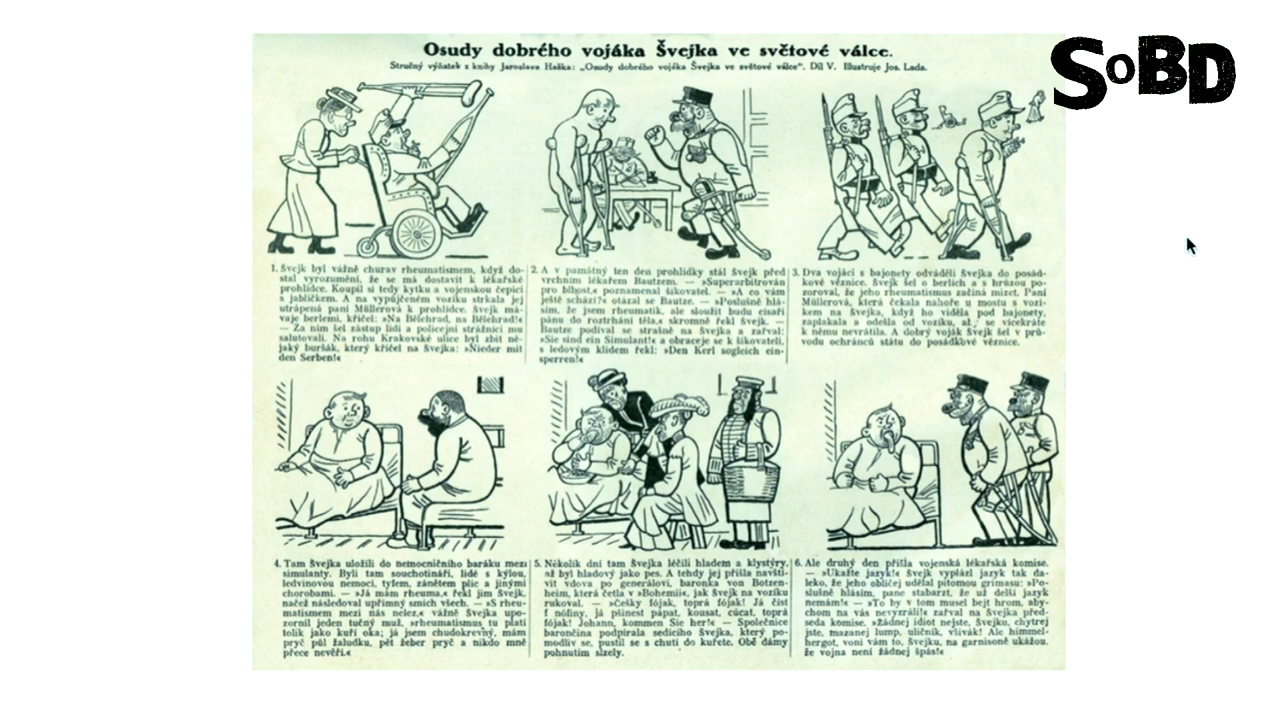 SOBD
Osudy dobrého vojáka Švejka ve světové válce.
Stručný výňatek z knihy Jaroslava Haška: „Osudy dobrého vojáka Švejka ve světové válce“. Díl V. Illustruje Jos. Lada.
1. Švejk byl vážně churav rheumatismem, když do-
stal vyrozumění, že se má dostavit k lékařské
prohlídce. Koupil si tedy kytku a vojenskou čepici
s jablíčkem. A na vypůjčeném vozíku strkala jej
utrápená paní Müllerová k prohlídce. Švejk má-
vaje berlemi, křičel: »Na Bělehrad, na Bělehrad!«
— Za ním šel zástup lidí a policejní strážníci mu
salutovali. Na rohu Krakovské ulice byl zbit ně-
jaký buršák, který křičel na Švejka: »Nieder mit
den Serben!«
2. A v památný ten den prohlídky stál Švejk před
vrchním lékařem Bautzem. — »Superarbitrován
pro blbost,« poznamenal šikovatel. — »A co vám
ještě schází?« otázal se Bautze. — »Poslušně hlá-
sím, že jsem rheumatik, ale sloužit budu císaři
pánu do roztrhání těla,« skromně řekl Švejk. —
Bautze podíval se strašně na Švejka a zařval:
»Sie sind ein Simulant!« a obraceje se k šikovateli,
s ledovým klidem řekl: »Den Kerl sogleich ein-
sperren!«
3. Dva vojáci s bajonety odváděli Švejka do posád-
kové věznice. Švejk šel o berlích a s hrůzou po-
zoroval, že jeho rheumatismus začíná mizet. Paní
Müllerová, která čekala nahoře u mostu s vozí-
kem na Švejka, když ho viděla pod bajonety,
zaplakala a odešla od vozíku, aby se vícekráte
k němu nevrátila. A dobrý voják Švejk šel v prů-
vodu ochránců státu do posádkové věznice.
4. Tam Švejka uložili do nemocničního baráku mezi
simulanty. Byli tam souchotináři, lidé s kýlou,
ledvinovou nemocí, tyfem, zánětem plic a jinými
chorobami. — »Já mám rheuma,« řekl jim Švejk,
načež následoval upřímný smích všech. — »S rheu-
matismem mezi nás nelez,« vážně Švejka upo-
zornil jeden tučný muž, »rheumatismus tu platí
tolik jako kuří oka; já jsem chudokrevný, mám
pryč půl žaludku, pět žeber pryč a nikdo mně
přece nevěří.«
5. Několik dní tam Švejka léčili hladem a klystýry,
až byl hladový jako pes. A tehdy jej přišla navští-
vit vdova po generálovi, baronka von Botzen-
heim, která četla v »Bohemii«, jak Švejk na vozíku
rukoval. — »Češky fójak, toprá fójak! Já číst
f nófiny, já pšinest pápat, kousat, cúcat, toprá
fójak! Johann, kommen Sie her!« — Společnice
barončina podpírala sedícího Švejka, který po-
modliv se, pustil se s chutí do kuřete. Obě dámy
pohnutím slzely.
6. Ale druhý den přišla vojenská lékařská komise.
— »Ukažte jazyk!« Švejk vyplázl jazyk tak da-
leko, že jeho obličej udělal pitomou grimasu: »Po-
slušně hlásím, pane štabarzt, že už delší jazyk
nemám!« — »To by v tom musel bejt hrom, aby-
chom na vás nevyzráli!« zařval na Švejka před-
seda komise. »Žádnej idiot nejste, Švejku, chytrej
jste, mazanej lump, uličník, všivák! Ale himmel-
hergot, voni vám to, Švejku, na garnisoně ukážou,
že vojna není žádnej špás!«